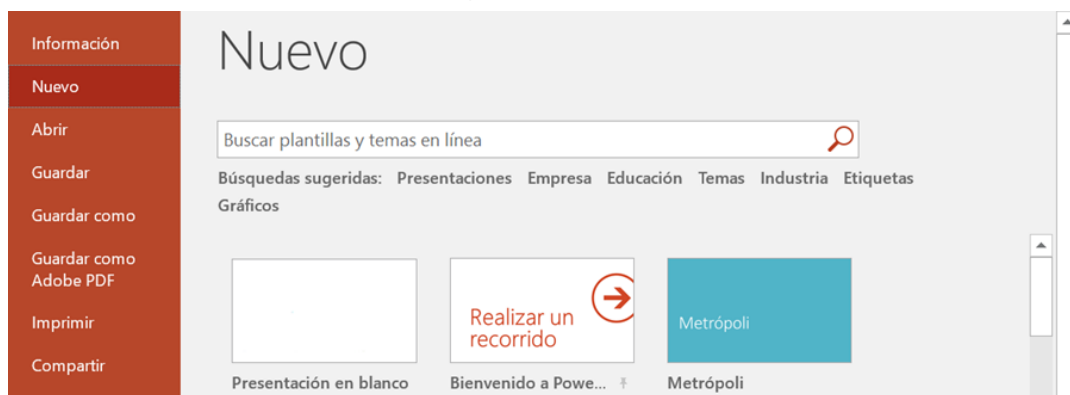 Información
Nuevo
Abrir
Guardar
Guardar como
Guardar como
Adobe PDF
Imprimir
Compartir
Nuevo
Buscar plantillas y temas en línea
Búsquedas sugeridas: Presentaciones Empresa Educación Temas Industria Etiquetas
Gráficos
Realizar un
recorrido
Metrópoli
Presentación en blanco Bienvenido a Powe... Metrópoli